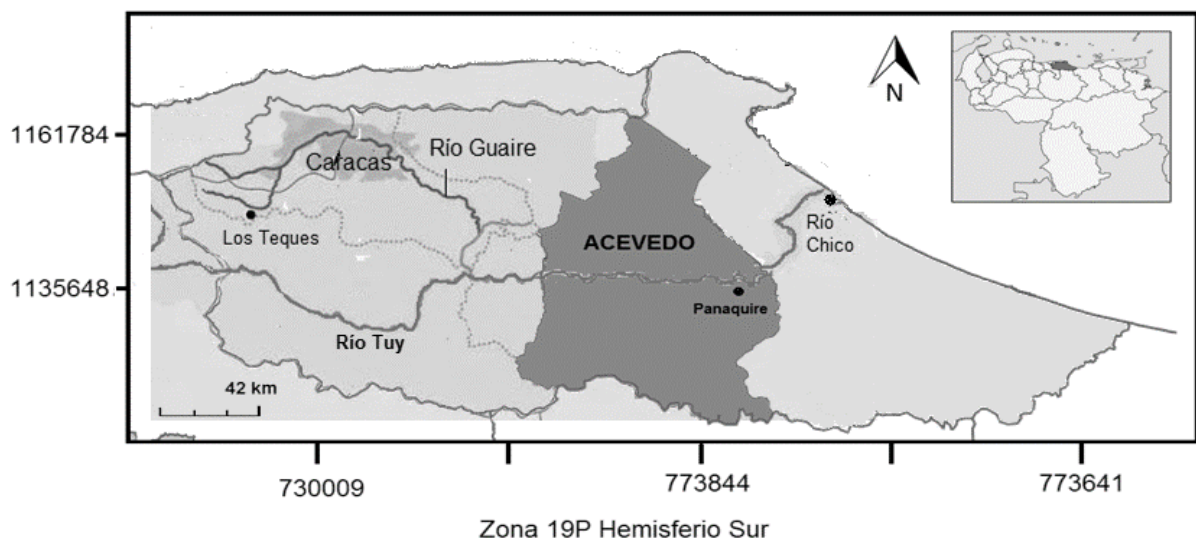 N
1161784
Caracas
Río Guaire
Los Teques
ACEVEDO
Río
Chico
1135648
Panaquire
Río Tuy
42 km
730009
773844
773641
Zona 19P Hemisferio Sur